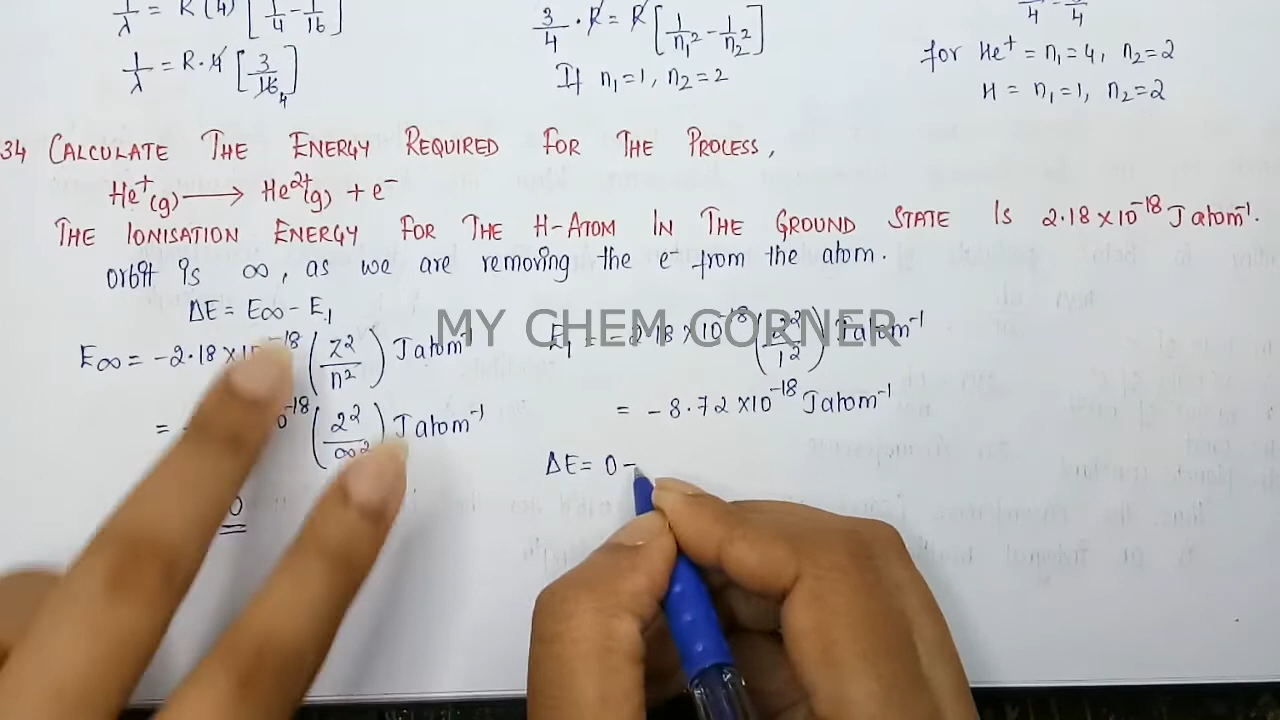 1/λ = R (4) [1/4 - 1/16]
1/λ = R·4 [3/16 4]
3/4 · R = R [1/n₁² - 1/n₂²]
If n₁=1, n₂=2
for He⁺ = n₁=4, n₂=2
H = n₁=1, n₂=2
34 CALCULATE THE ENERGY REQUIRED FOR THE PROCESS,
He⁺(g) ⟶ He²⁺(g) + e⁻
THE IONISATION ENERGY FOR THE H-ATOM IN THE GROUND STATE IS 2.18×10⁻¹⁸ J atom⁻¹.
orbit is ∞, as we are removing the e⁻ from the atom.
ΔE = E∞ - E₁
MY CHEM CORNER
E∞ = -2.18×10⁻¹⁸ (Z²/n²) J atom⁻¹
= (2²/∞²) J atom⁻¹
0
E₁ = -2.18×10⁻¹⁸ (2²/1²) J atom⁻¹
= -8.72×10⁻¹⁸ J atom⁻¹
ΔE = 0 -